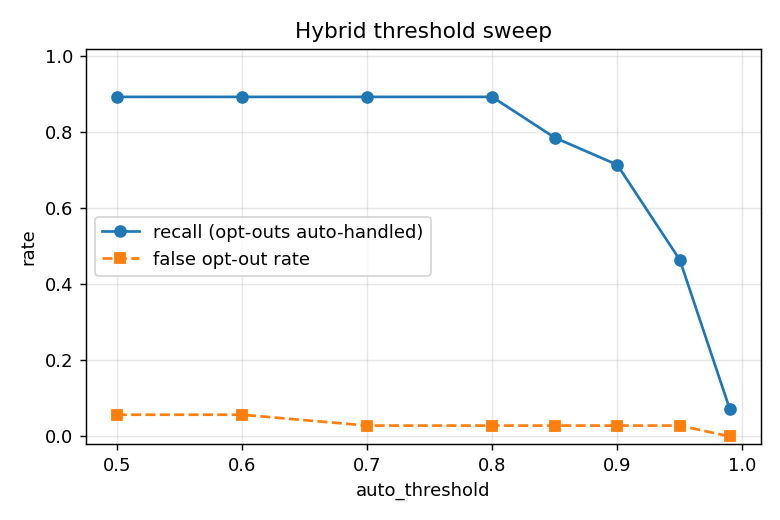 Hybrid threshold sweep
1.0
0.8
0.6
0.4
0.2
0.0
rate
recall (opt-outs auto-handled)
false opt-out rate
0.5 0.6 0.7 0.8 0.9 1.0
auto_threshold